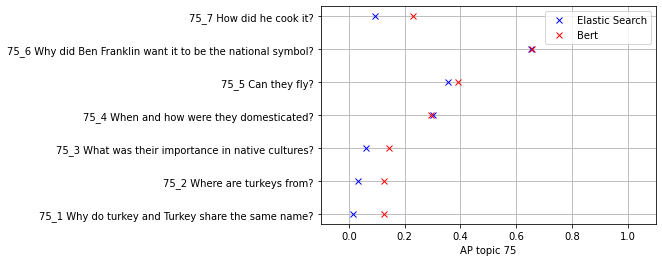 75_7 How did he cook it?
75_6 Why did Ben Franklin want it to be the national symbol?
75_5 Can they fly?
75_4 When and how were they domesticated?
75_3 What was their importance in native cultures?
75_2 Where are turkeys from?
75_1 Why do turkey and Turkey share the same name?
Elastic Search
Bert
0.0 0.2 0.4 0.6 0.8 1.0
AP topic 75